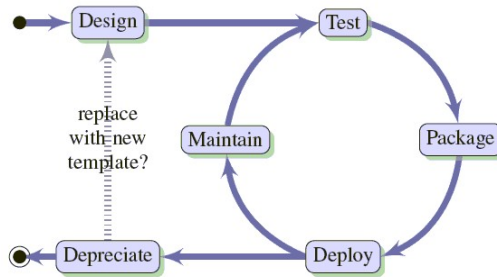 Design
Test
replace
with new
template?
Maintain
Package
Depreciate
Deploy